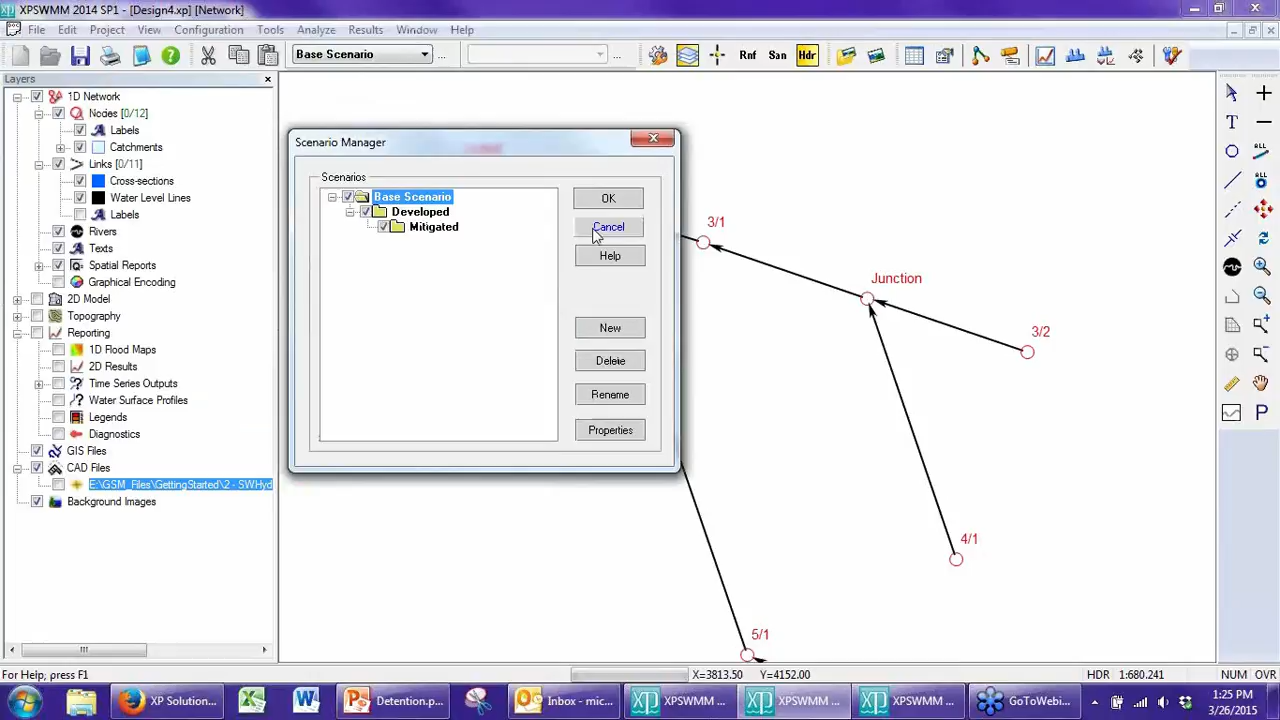 XPSWMM 2014 SP1 - [Design4.xp] [Network]
File Edit Project View Configuration Tools Analyze Results Window Help
Base Scenario ... ... Rnf San Hdr
Layers
1D Network
Nodes [0/12]
Labels
Catchments
Links [0/11]
Cross-sections
Water Level Lines
Labels
Rivers
Texts
Spatial Reports
Graphical Encoding
2D Model
Topography
Reporting
1D Flood Maps
2D Results
Time Series Outputs
Water Surface Profiles
Legends
Diagnostics
GIS Files
CAD Files
E:\GSM_Files\GettingStarted\2 - SWHyd
Background Images
Scenario Manager
Scenarios
Base Scenario
Developed
Mitigated
OK
Cancel
Help
New
Delete
Rename
Properties
3/1
Junction
3/2
4/1
5/1
T
ALL
ALL
P
For Help, press F1
X=3813.50 Y=4152.00
HDR 1:680.241 NUM OVR
XP Solution...
Detention.p...
Inbox - mic...
XPSWMM ...
XPSWMM ...
XPSWMM ...
GoToWebi...
1:25 PM
3/26/2015